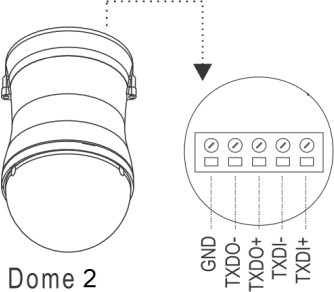 GND
TXDO-
TXDO+
TXDI-
TXDI+
Dome 2